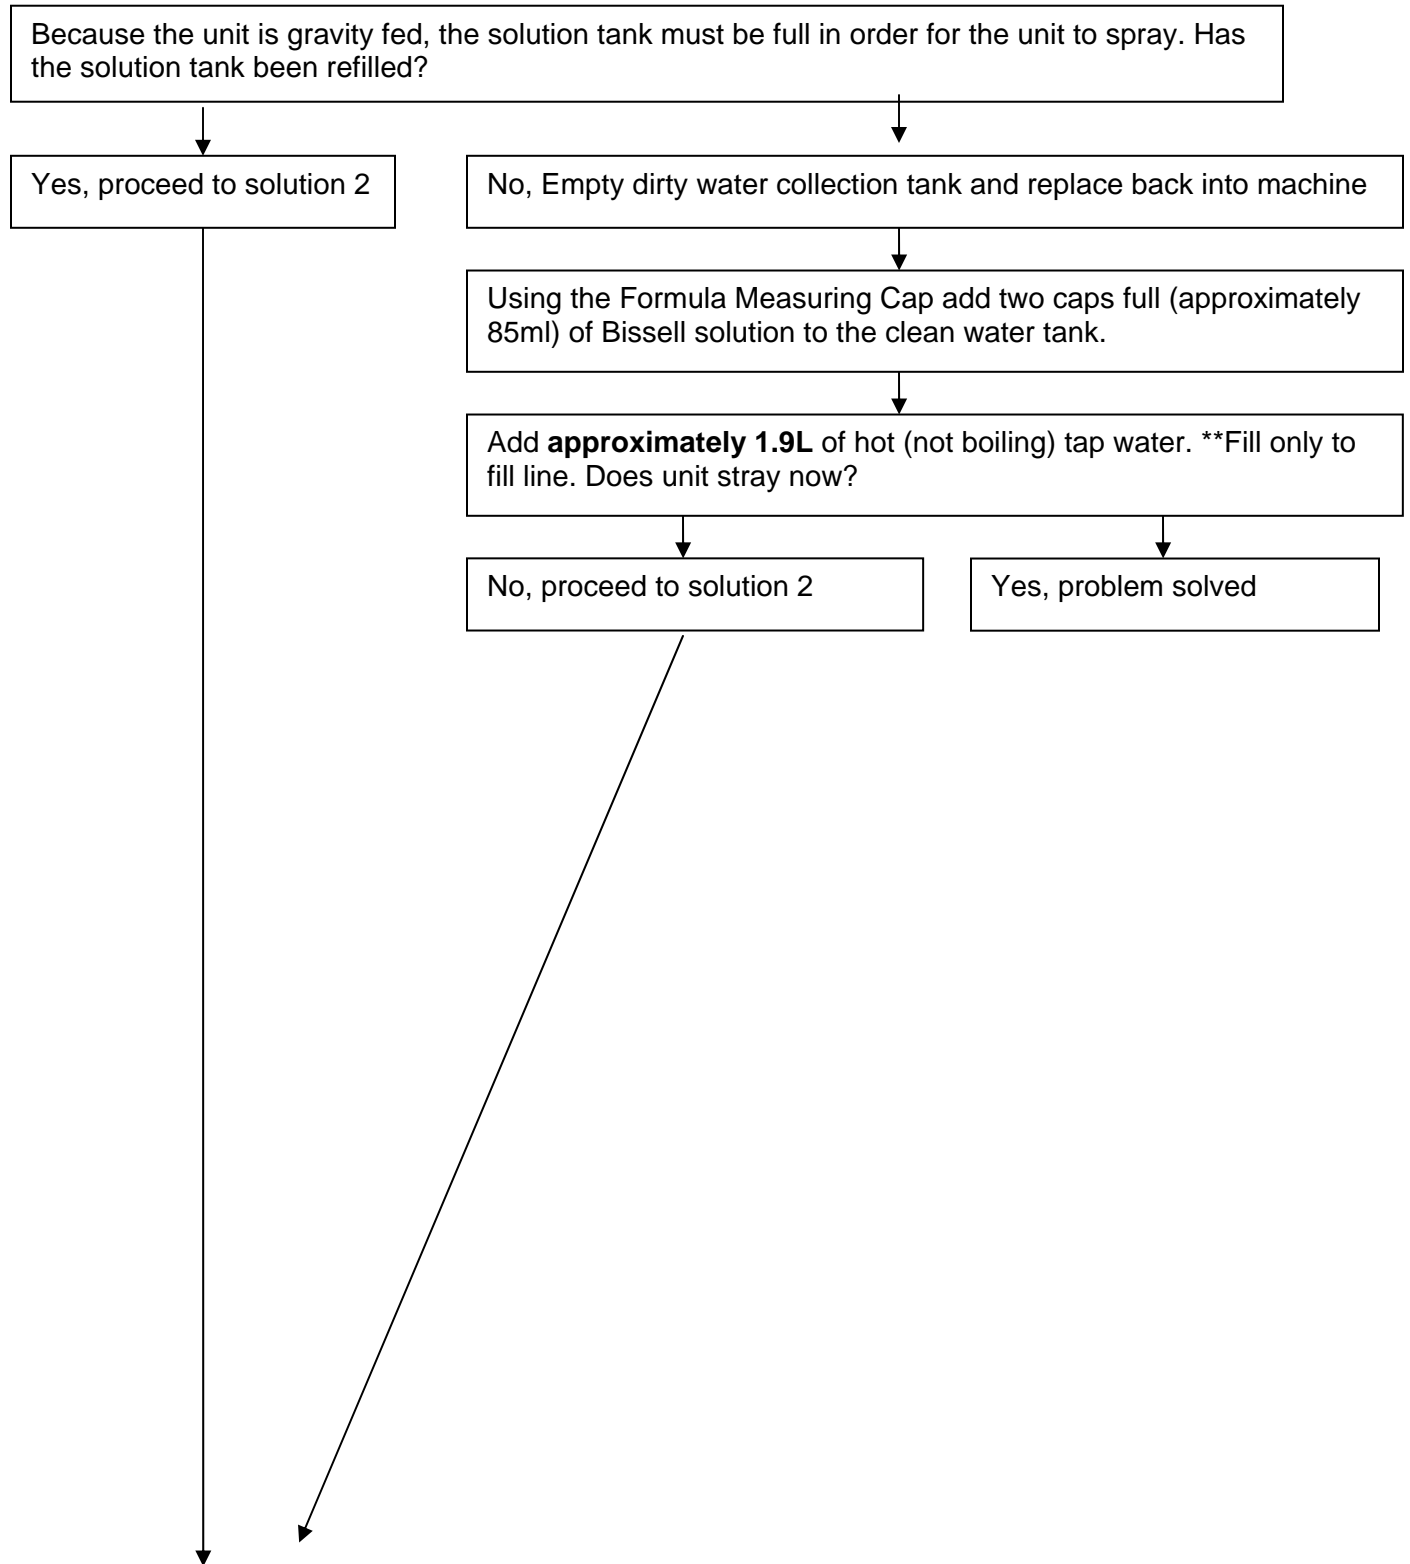 Because the unit is gravity fed, the solution tank must be full in order for the unit to spray. Has
the solution tank been refilled?
Yes, proceed to solution 2
No, Empty dirty water collection tank and replace back into machine
Using the Formula Measuring Cap add two caps full (approximately
85ml) of Bissell solution to the clean water tank.
Add approximately 1.9L of hot (not boiling) tap water. **Fill only to
fill line. Does unit stray now?
No, proceed to solution 2
Yes, problem solved